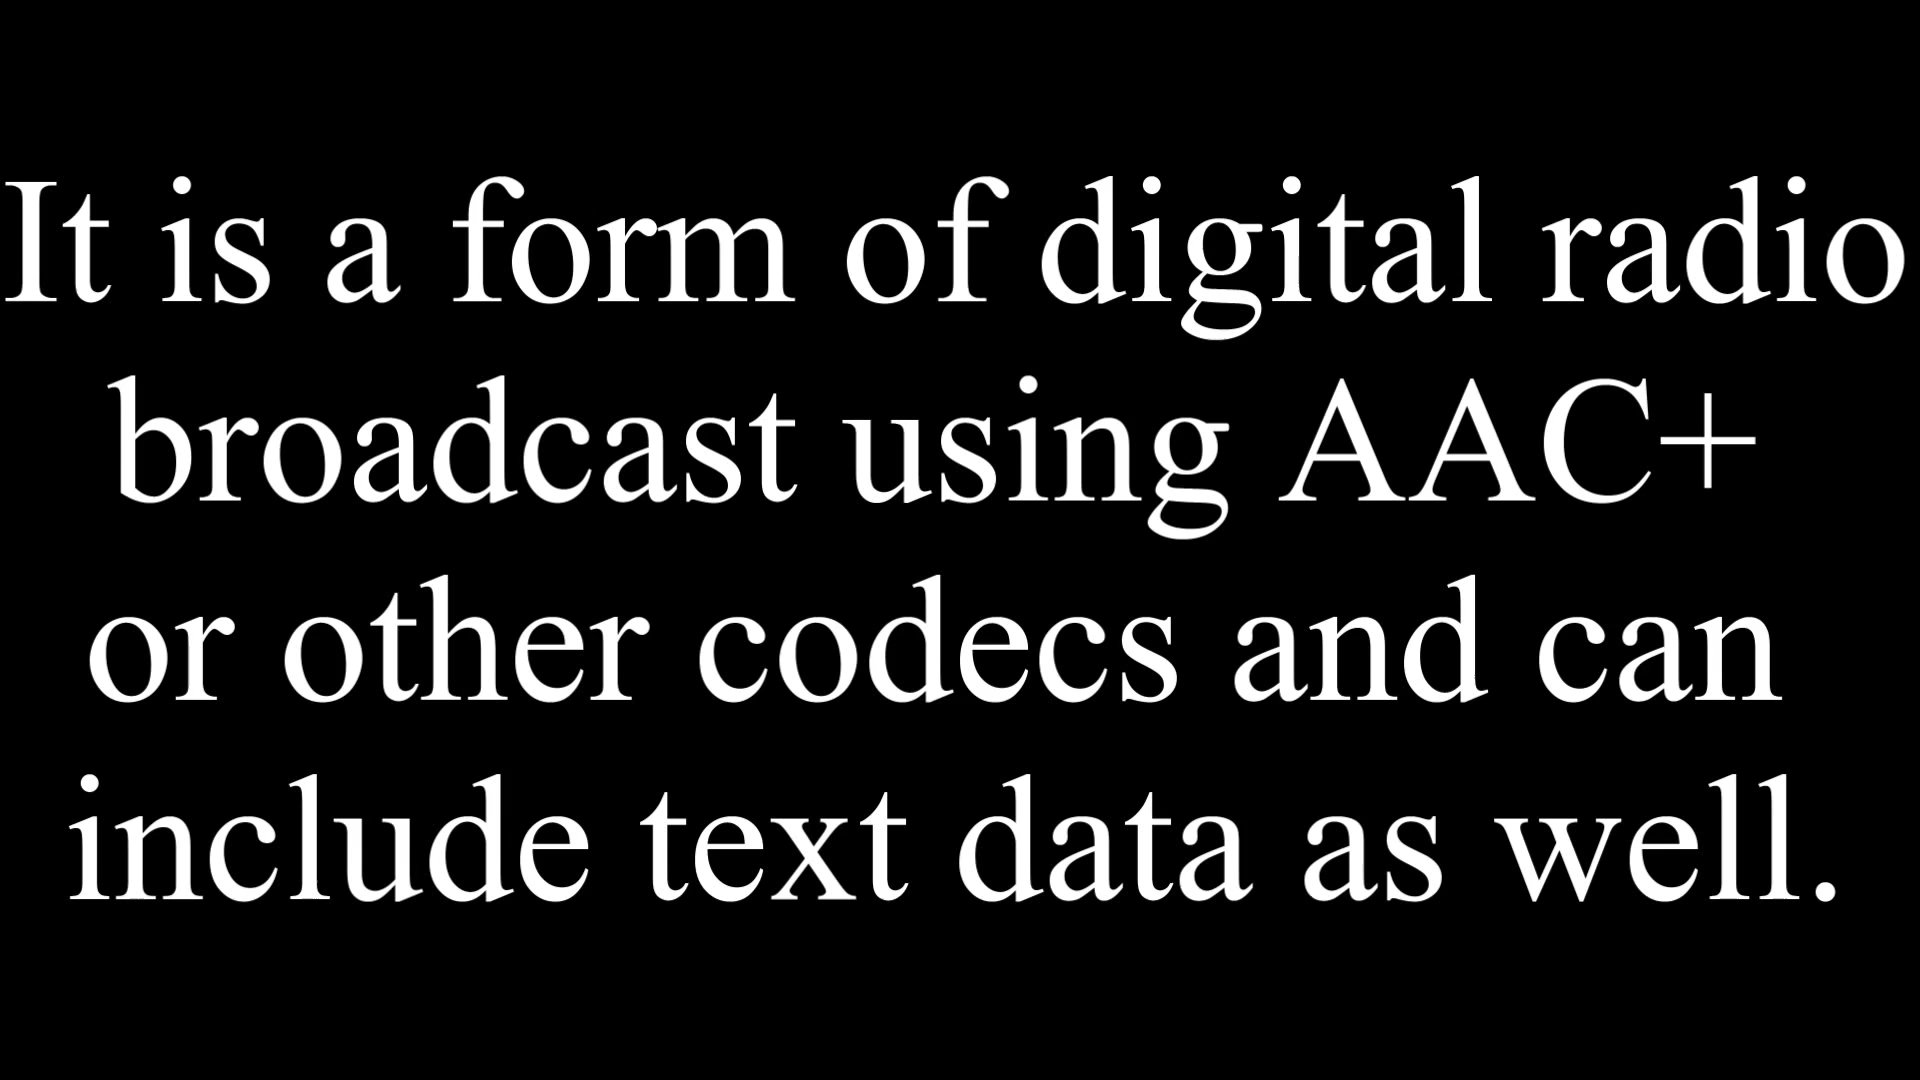 It is a form of digital radio
broadcast using AAC+
or other codecs and can
include text data as well.